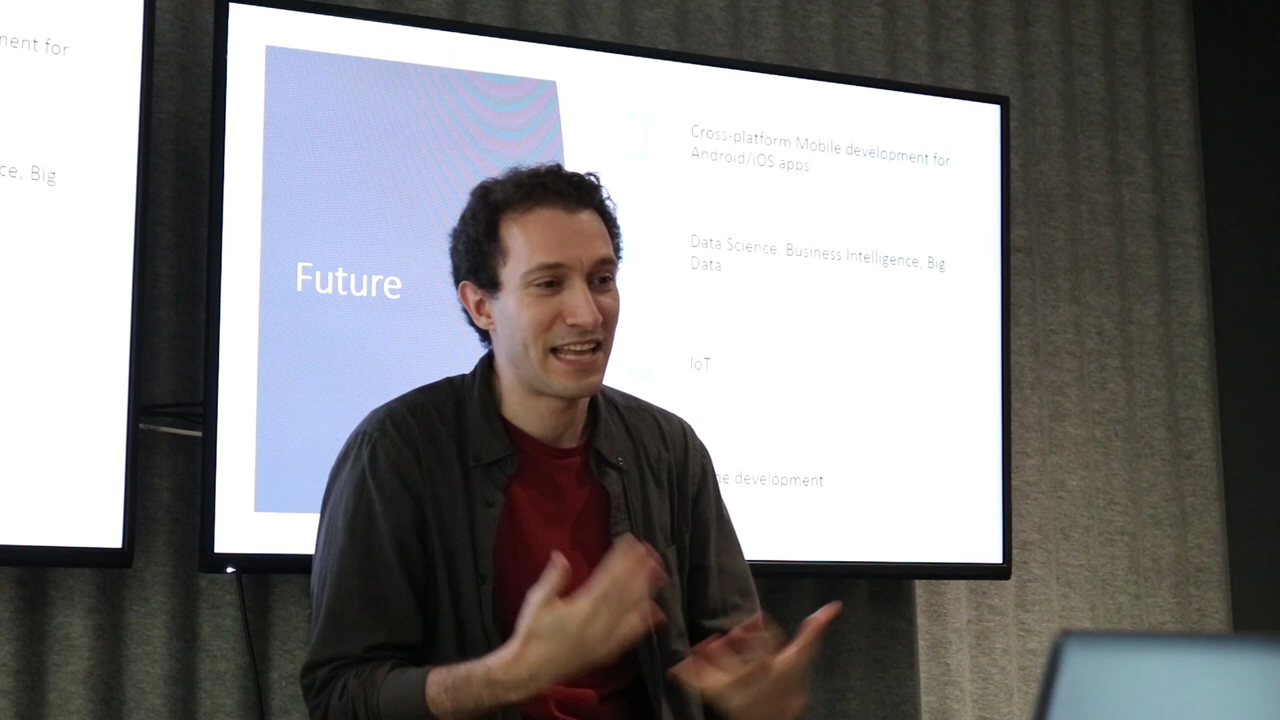 ment for
ce, Big
Future
Cross-platform Mobile development for
Android/iOS apps
Data Science, Business Intelligence, Big
Data
IoT
development